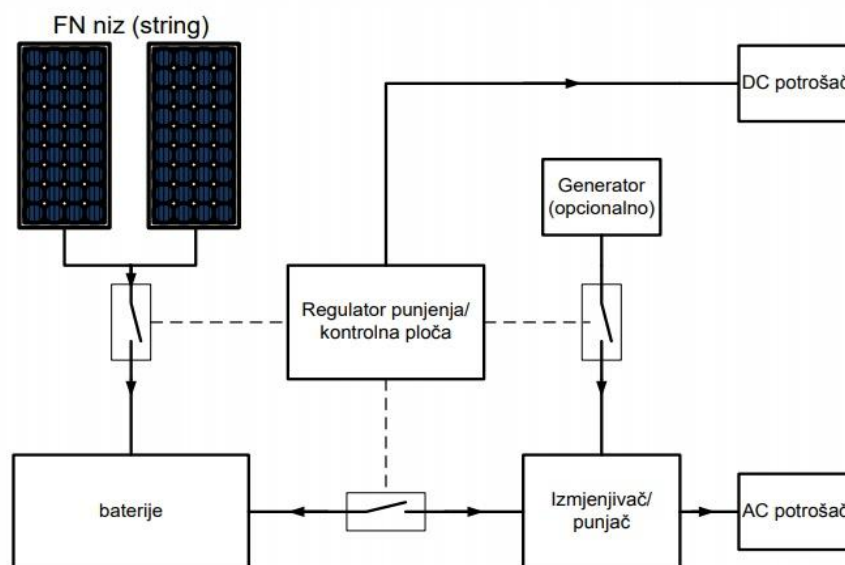 FN niz (string)
DC potrošač
Generator
(opcionalno)
Regulator punjenja/
kontrolna ploča
baterije
Izmjenjivač/
punjač
AC potrošač